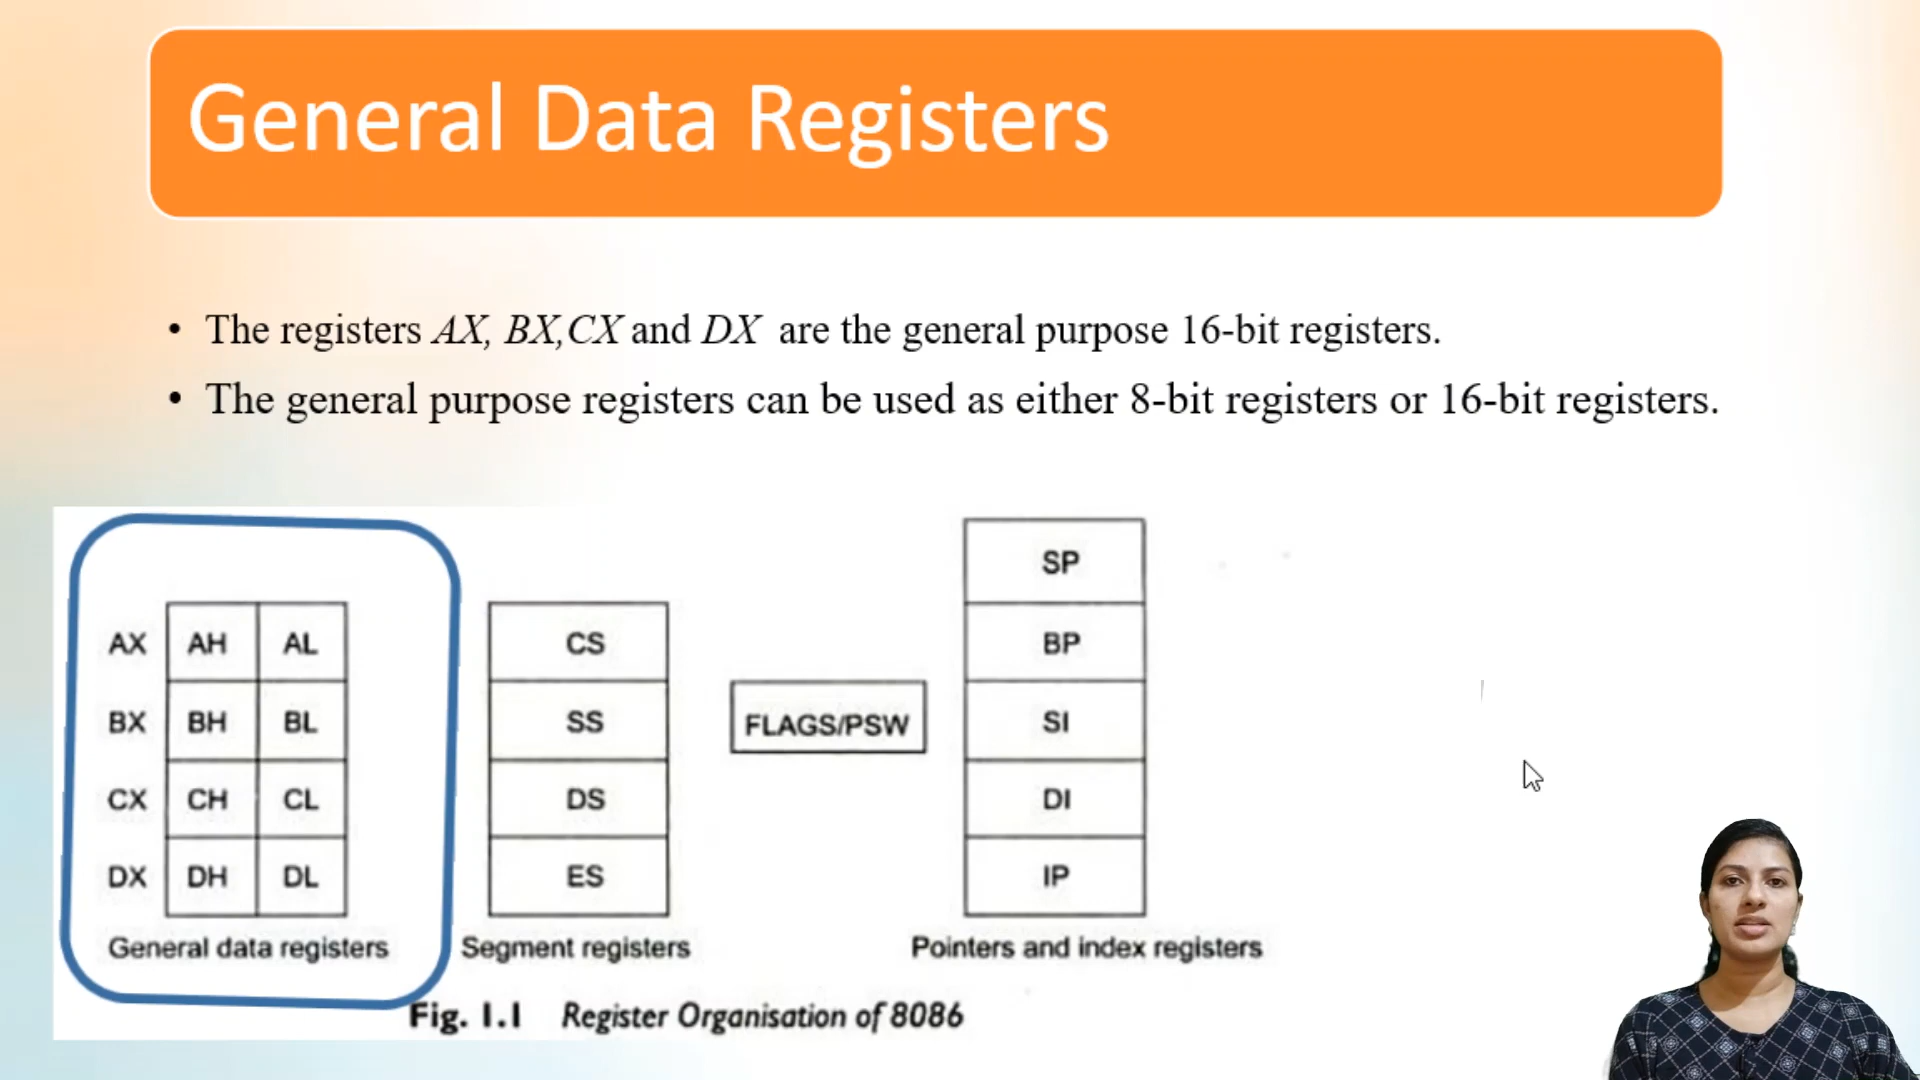 General Data Registers
• The registers AX, BX,CX and DX are the general purpose 16-bit registers.
• The general purpose registers can be used as either 8-bit registers or 16-bit registers.
AX AH AL
BX BH BL
CX CH CL
DX DH DL
General data registers
CS
SS
DS
ES
Segment registers
FLAGS/PSW
SP
BP
SI
DI
IP
Pointers and index registers
Fig. 1.1 Register Organisation of 8086